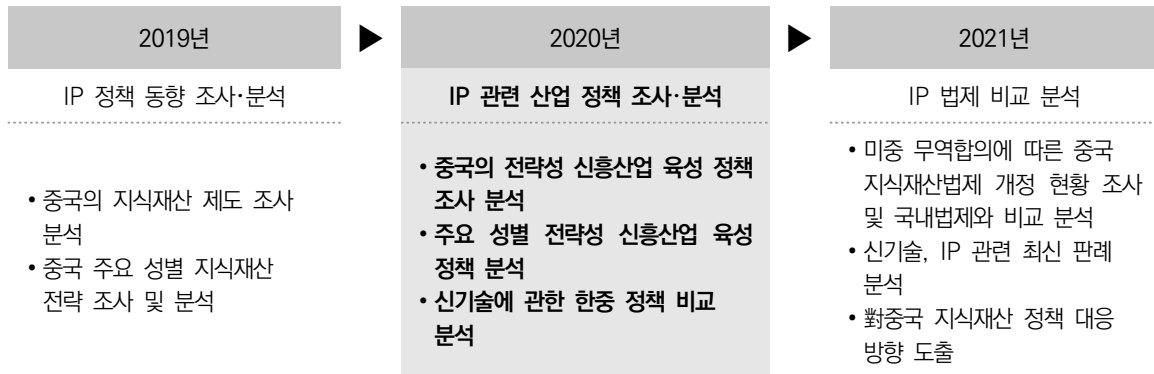 2019년
IP 정책 동향 조사·분석
• 중국의 지식재산 제도 조사
분석
• 중국 주요 성별 지식재산
전략 조사 및 분석
▶
2020년
IP 관련 산업 정책 조사·분석
• 중국의 전략성 신흥산업 육성 정책
조사 분석
• 주요 성별 전략성 신흥산업 육성
정책 분석
• 신기술에 관한 한중 정책 비교
분석
▶
2021년
IP 법제 비교 분석
• 미중 무역합의에 따른 중국
지식재산법제 개정 현황 조사
및 국내법제와 비교 분석
• 신기술, IP 관련 최신 판례
분석
• 對중국 지식재산 정책 대응
방향 도출